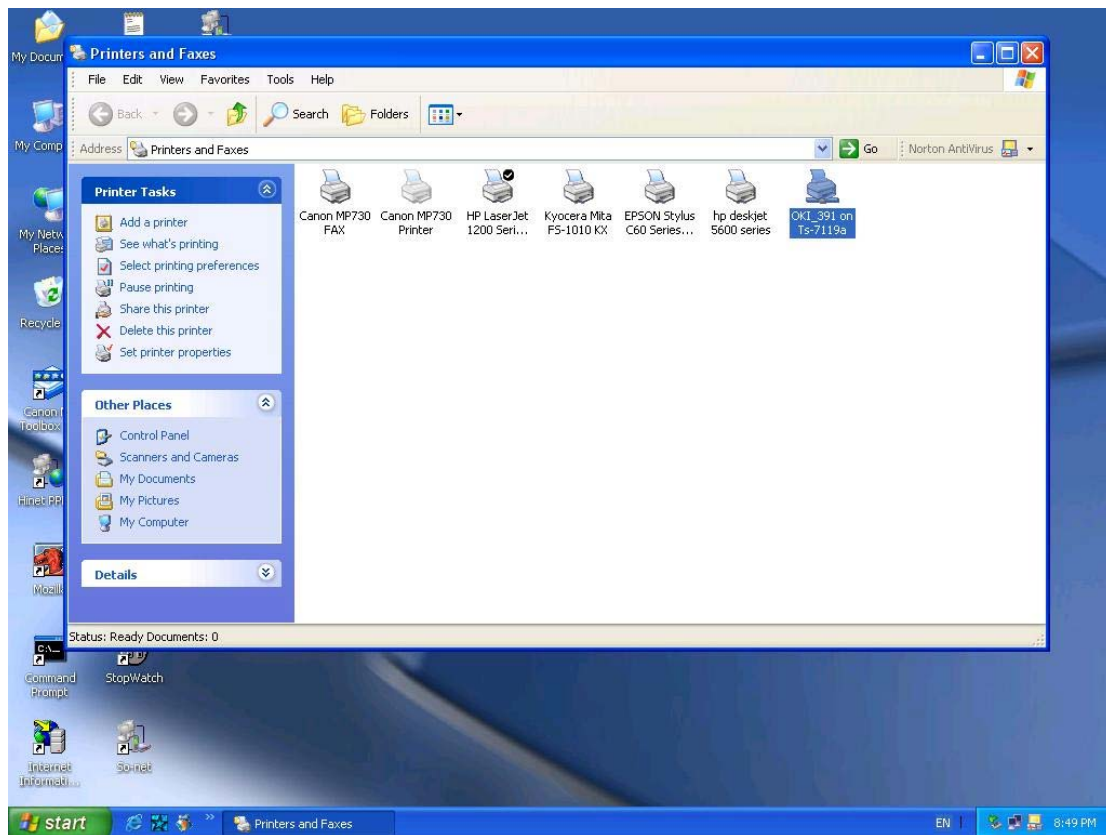 My Docum
Printers and Faxes
File Edit View Favorites Tools Help
Back Search Folders
My Comp
Address Printers and Faxes Go Norton AntiVirus
Printer Tasks
Add a printer
See what's printing
Select printing preferences
Pause printing
Share this printer
Delete this printer
Set printer properties
Canon MP730
FAX
Canon MP730
Printer
HP LaserJet
1200 Seri...
Kyocera Mita
FS-1010 KX
EPSON Stylus
C60 Series...
hp deskjet
5600 series
OKI_391 on
Ts-7119a
My Netw
Places
Recycle
Other Places
Control Panel
Scanners and Cameras
My Documents
My Pictures
My Computer
Canon
Toolbox
Hinet PP
Details
Mozill
Status: Ready Documents: 0
C:\_
Command
Prompt
StopWatch
Internet
Informati...
So-net
start
Printers and Faxes
EN
8:49 PM